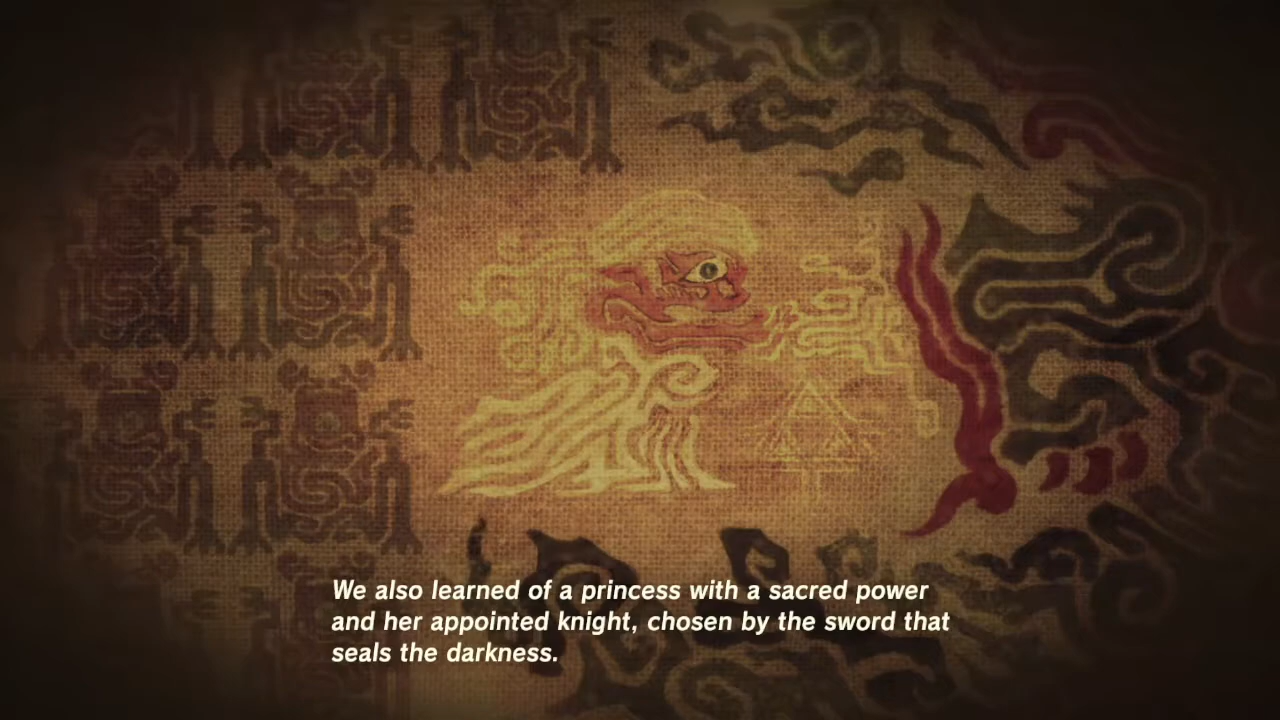 We also learned of a princess with a sacred power
and her appointed knight, chosen by the sword that
seals the darkness.